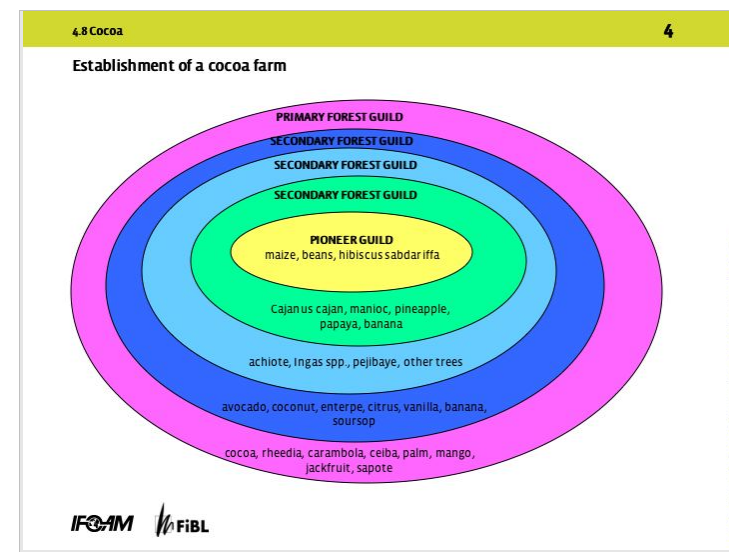 4.8 Cocoa
4
Establishment of a cocoa farm
PRIMARY FOREST GUILD
SECONDARY FOREST GUILD
SECONDARY FOREST GUILD
SECONDARY FOREST GUILD
PIONEER GUILD
maize, beans, hibiscus sabdariffa
Cajanus cajan, manioc, pineapple,
papaya, banana
achiote, Ingas spp., pejibaye, other trees
avocado, coconut, enterpe, citrus, vanilla, banana,
soursop
cocoa, rheedia, carambola, ceiba, palm, mango,
jackfruit, sapote
IFOAM
FiBL